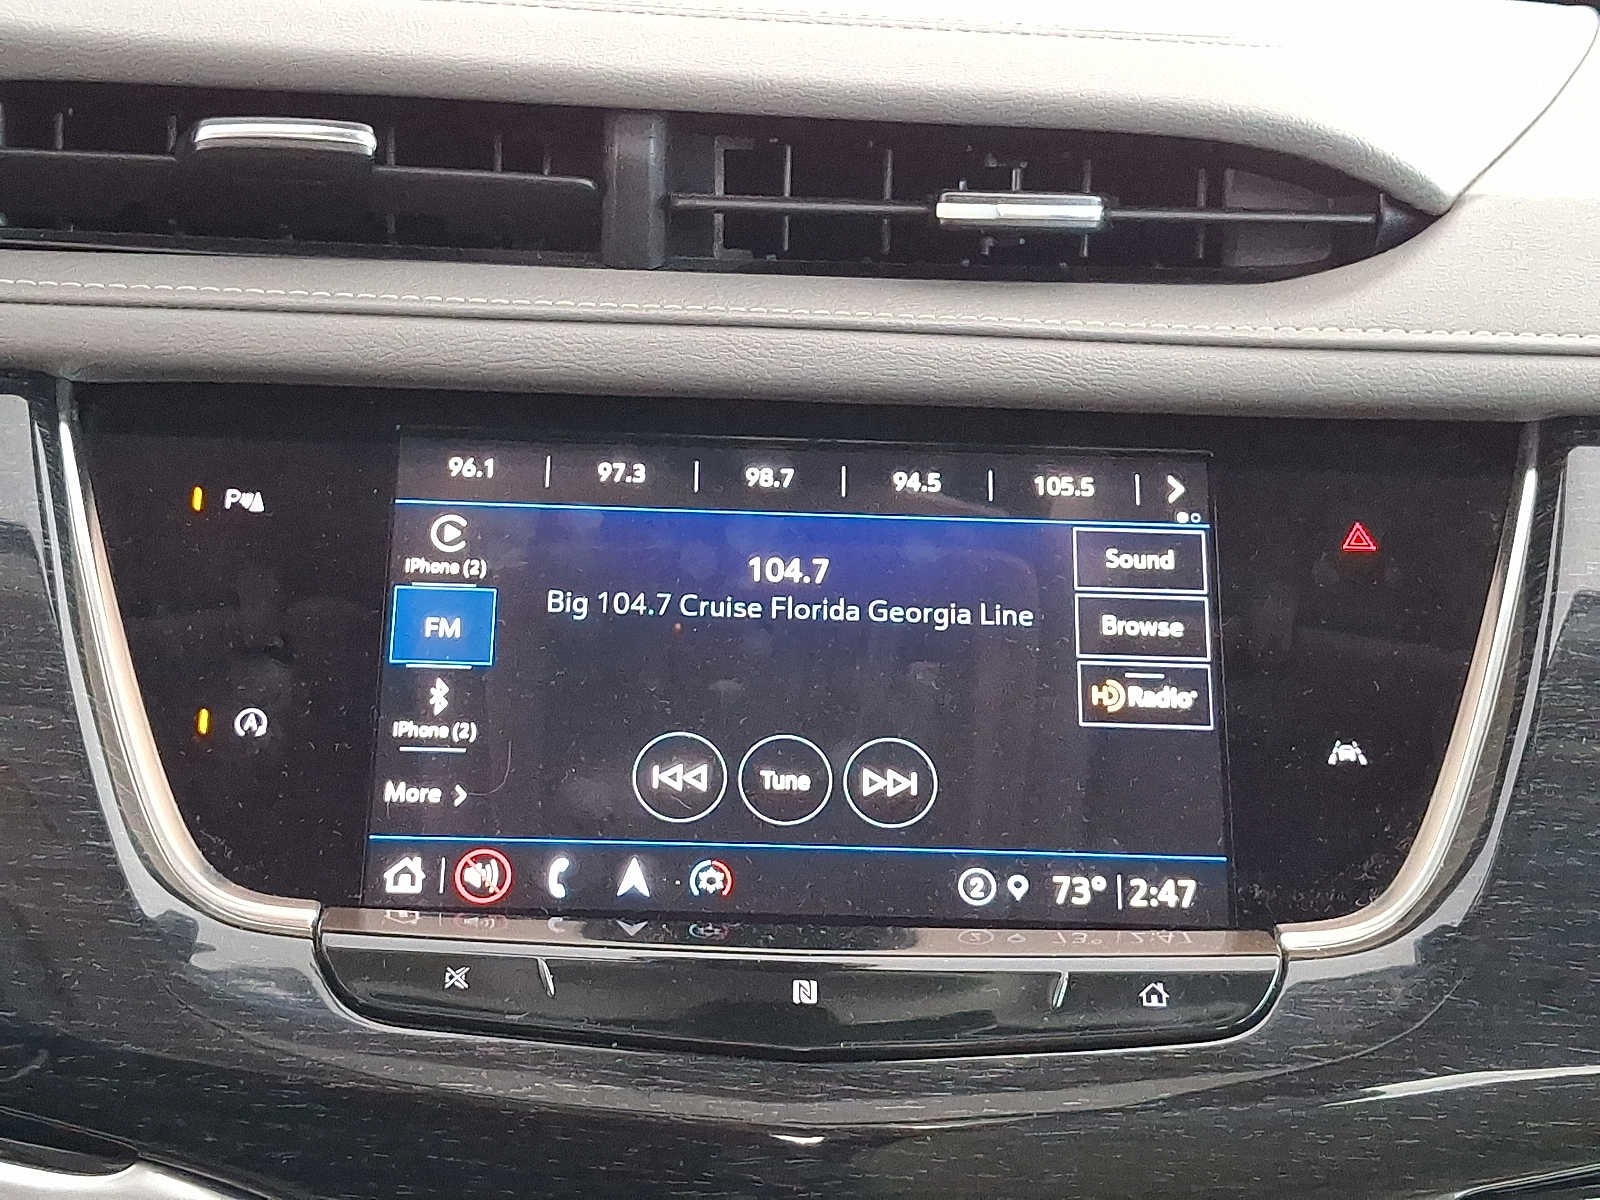 96.1 | 97.3 | 98.7 | 94.5 | 105.5 |
P
iPhone (2)
104.7
Sound
FM
Big 104.7 Cruise Florida Georgia Line
Browse
HD Radio
A
iPhone (2)
More
Tune
2 73° | 2:47
N